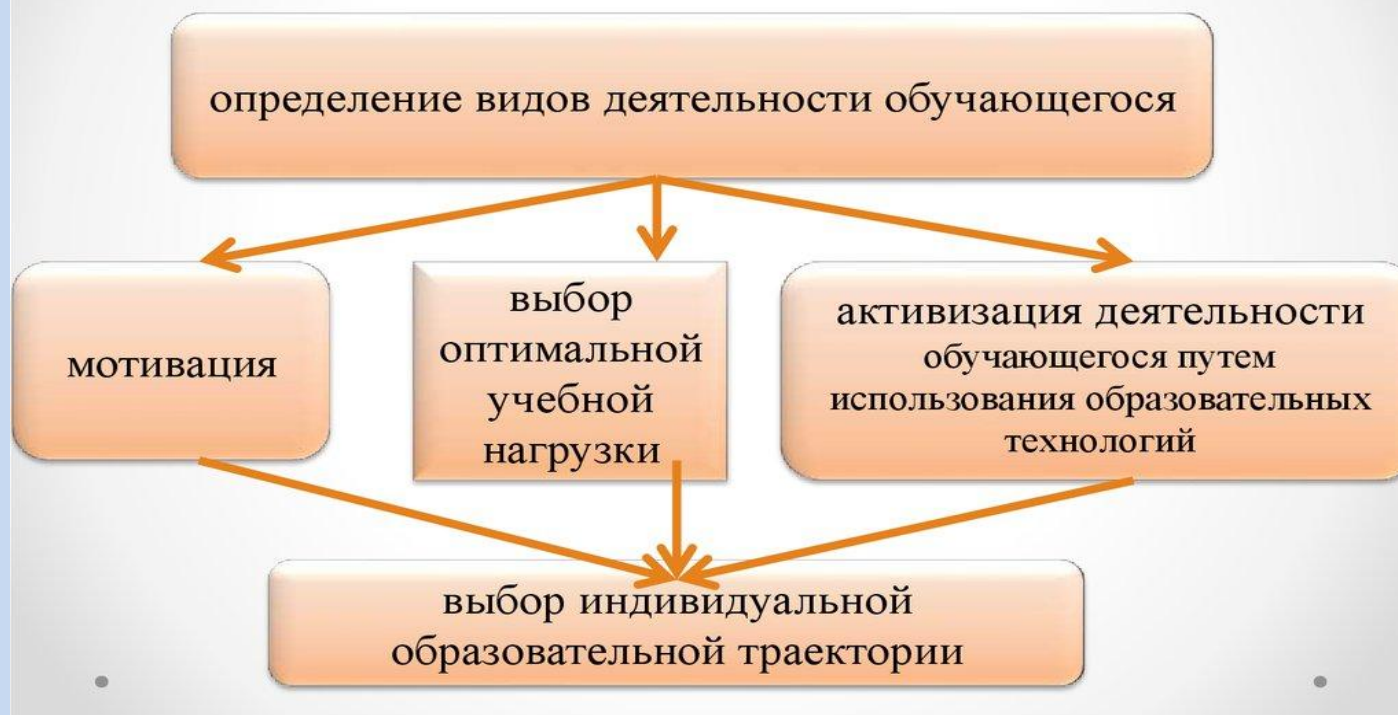 определение видов деятельности обучающегося
мотивация
выбор
оптимальной
учебной
нагрузки
активизация деятельности
обучающегося путем
использования образовательных
технологий
выбор индивидуальной
образовательной траектории